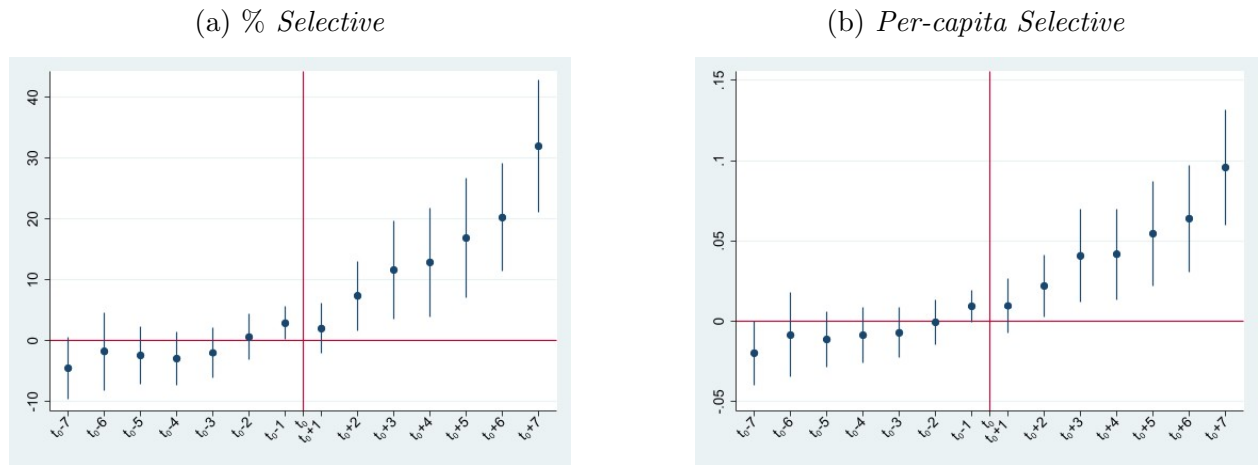 (a) % Selective
(b) Per-capita Selective
40
30
20
10
0
-10
t₀-7 t₀-6 t₀-5 t₀-4 t₀-3 t₀-2 t₀-1 t₀ t₀+1 t₀+2 t₀+3 t₀+4 t₀+5 t₀+6 t₀+7
.15
.1
.05
0
-.05
t₀-7 t₀-6 t₀-5 t₀-4 t₀-3 t₀-2 t₀-1 t₀ t₀+1 t₀+2 t₀+3 t₀+4 t₀+5 t₀+6 t₀+7